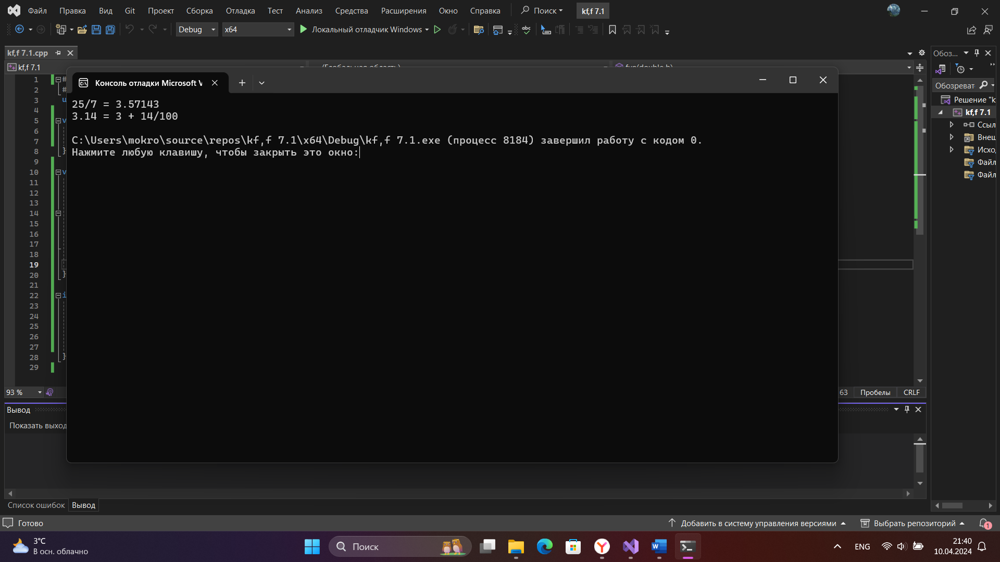 Файл Правка Вид Git Проект Сборка Отладка Тест Анализ Средства Расширения Окно Справка Поиск kf,f 7.1
Debug x64 Локальный отладчик Windows
kf,f 7.1.cpp
Обоз...
kf,f 7.1
Консоль отладки Microsoft V
25/7 = 3.57143
3.14 = 3 + 14/100
C:\Users\mokro\source\repos\kf,f 7.1\x64\Debug\kf,f 7.1.exe (процесс 8184) завершил работу с кодом 0.
Нажмите любую клавишу, чтобы закрыть это окно:
1 #
2 #
3 u
4
5 v
6
7
8 }
9
10 v
11
12
13
14
15
16
17
18
19
20 }
21
22 i
23
24
25
26
27
28 }
29
Обозреват
Решение "k
kf,f 7.1
Ссыл
Внеш
Исхо
Файл
Файл
93 %
63 Пробелы CRLF
Вывод
Показать выход
Список ошибок Вывод
Готово
Добавить в систему управления версиями Выбрать репозиторий 1
3°C
В осн. облачно
Поиск
ENG
21:40
10.04.2024